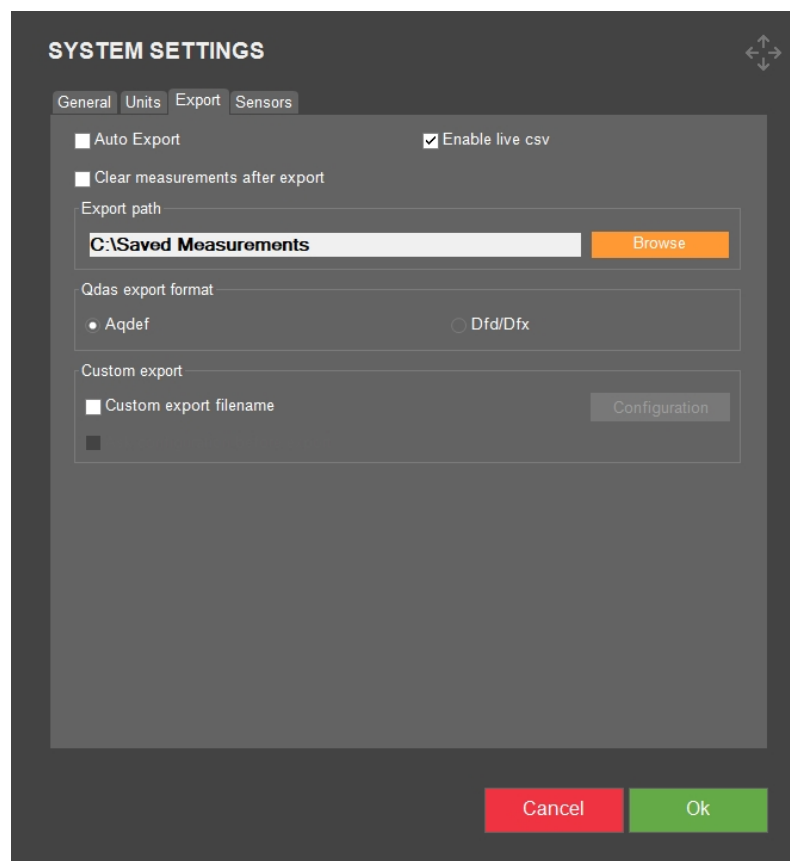 SYSTEM SETTINGS
General Units Export Sensors
Auto Export Enable live csv
Clear measurements after export
Export path
C:\Saved Measurements Browse
Qdas export format
Aqdef Dfd/Dfx
Custom export
Custom export filename Configuration
Cancel Ok